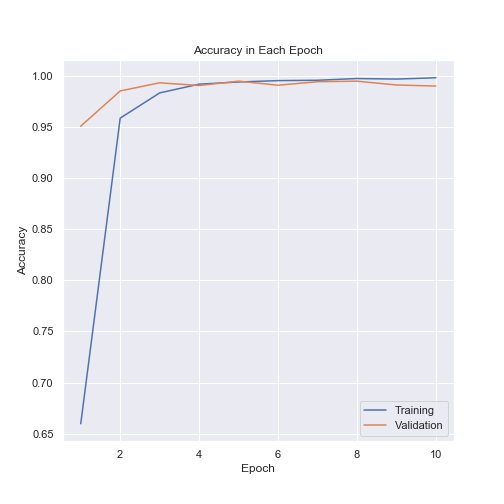 Accuracy in Each Epoch
1.00
0.95
0.90
0.85
0.80
0.75
0.70
0.65
Accuracy
2 4 6 8 10
Epoch
Training
Validation